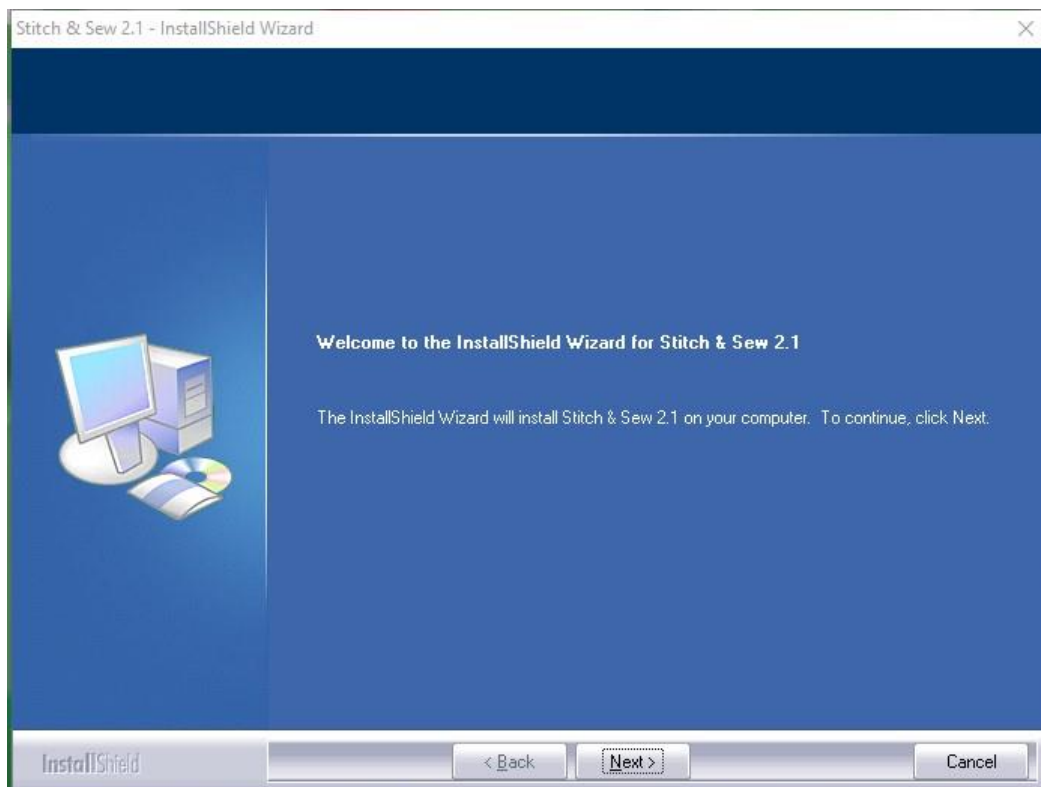 Stitch & Sew 2.1 - InstallShield Wizard
Welcome to the InstallShield Wizard for Stitch & Sew 2.1
The InstallShield Wizard will install Stitch & Sew 2.1 on your computer. To continue, click Next.
InstallShield
< Back
Next >
Cancel